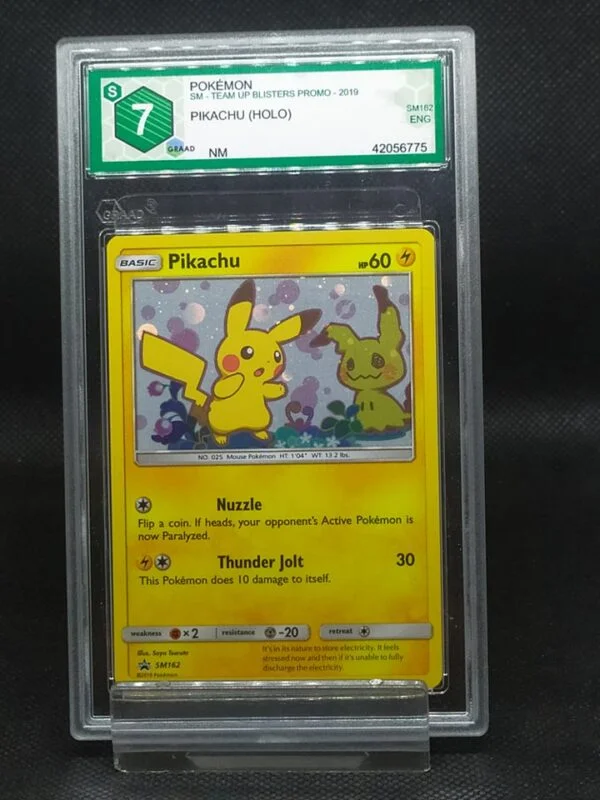 S
7
GRAAD
POKÉMON
SM - TEAM UP BLISTERS PROMO - 2019
PIKACHU (HOLO)
SM162
ENG
NM
42056775
GRAAD
BASIC Pikachu HP60
NO. 025 Mouse Pokémon HT: 1'04" WT: 13.2 lbs.
Nuzzle
Flip a coin. If heads, your opponent's Active Pokémon is
now Paralyzed.
Thunder Jolt 30
This Pokémon does 10 damage to itself.
weakness ×2 resistance -20 retreat
Illus. Sayo Tsuruta
SM162
©2019 Pokémon
It's in its nature to store electricity. It feels
stressed now and then if it's unable to fully
discharge the electricity.